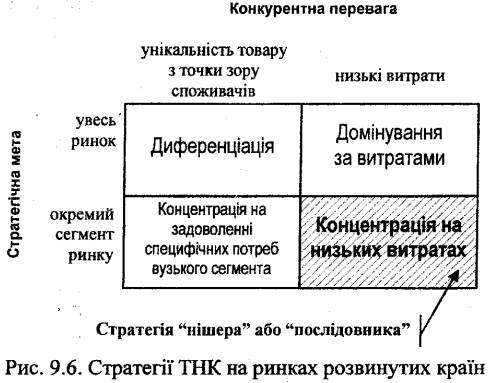 Конкурентна перевага
унікальність товару
з точки зору
споживачів
низькі витрати
Стратегічна мета
увесь
ринок
Диференціація
Домінування
за витратами
окремий
сегмент
ринку
Концентрація на
задоволенні
специфічних потреб
вузького сегмента
Концентрація на
низьких витратах
Стратегія “нішера” або “послідовника”
Рис. 9.6. Стратегії ТНК на ринках розвинутих країн